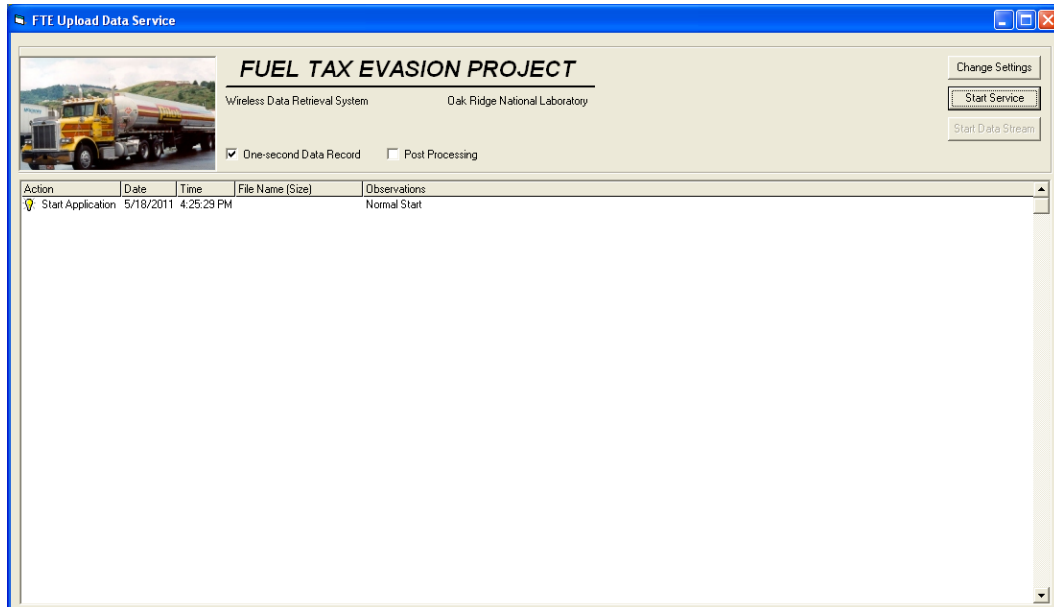 FTE Upload Data Service
FUEL TAX EVASION PROJECT
Wireless Data Retrieval System Oak Ridge National Laboratory
One-second Data Record Post Processing
Change Settings
Start Service
Start Data Stream
Action Date Time File Name (Size) Observations
Start Application 5/18/2011 4:25:29 PM Normal Start